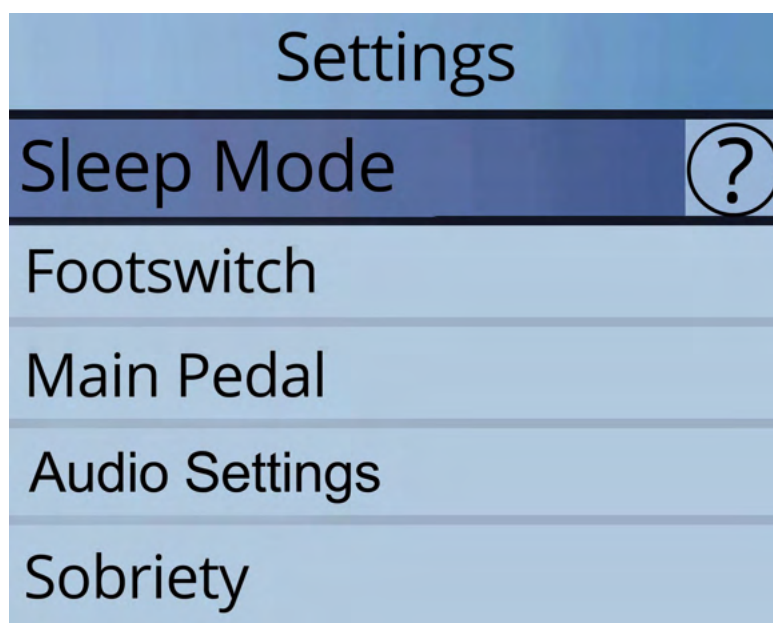 Settings
Sleep Mode ?
Footswitch
Main Pedal
Audio Settings
Sobriety